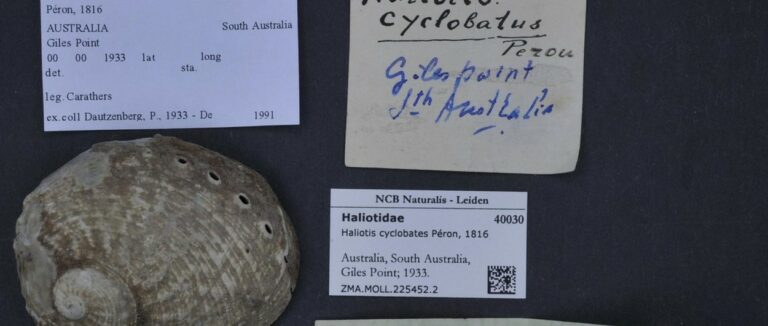 Péron, 1816
AUSTRALIA South Australia
Giles Point
00 00 1933 lat long
det. sta.
leg. Carathers
ex.coll Dautzenberg, P., 1933 - De 1991
cyclobatus
Perou
Giles point
Sth Australia
NCB Naturalis - Leiden
Haliotidae 40030
Haliotis cyclobates Péron, 1816
Australia, South Australia,
Giles Point; 1933.
ZMA.MOLL.225452.2